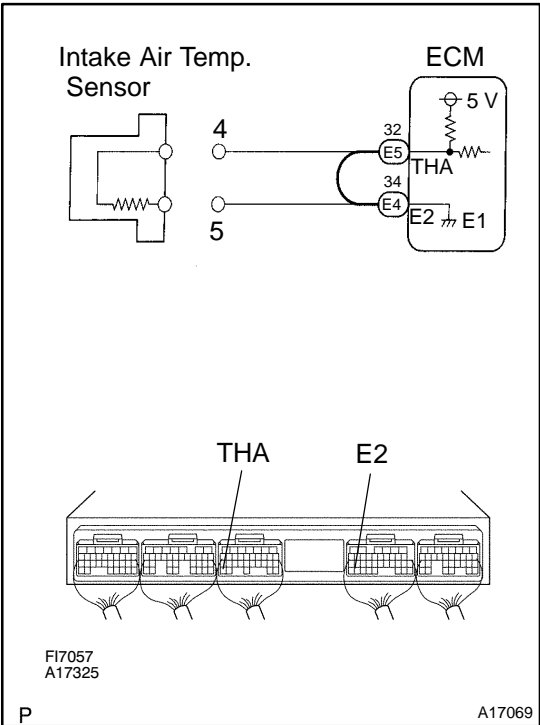 Intake Air Temp.
Sensor
ECM
5 V
4
32
E5
THA
34
E4
E2
E1
5
THA
E2
FI7057
A17325
P
A17069